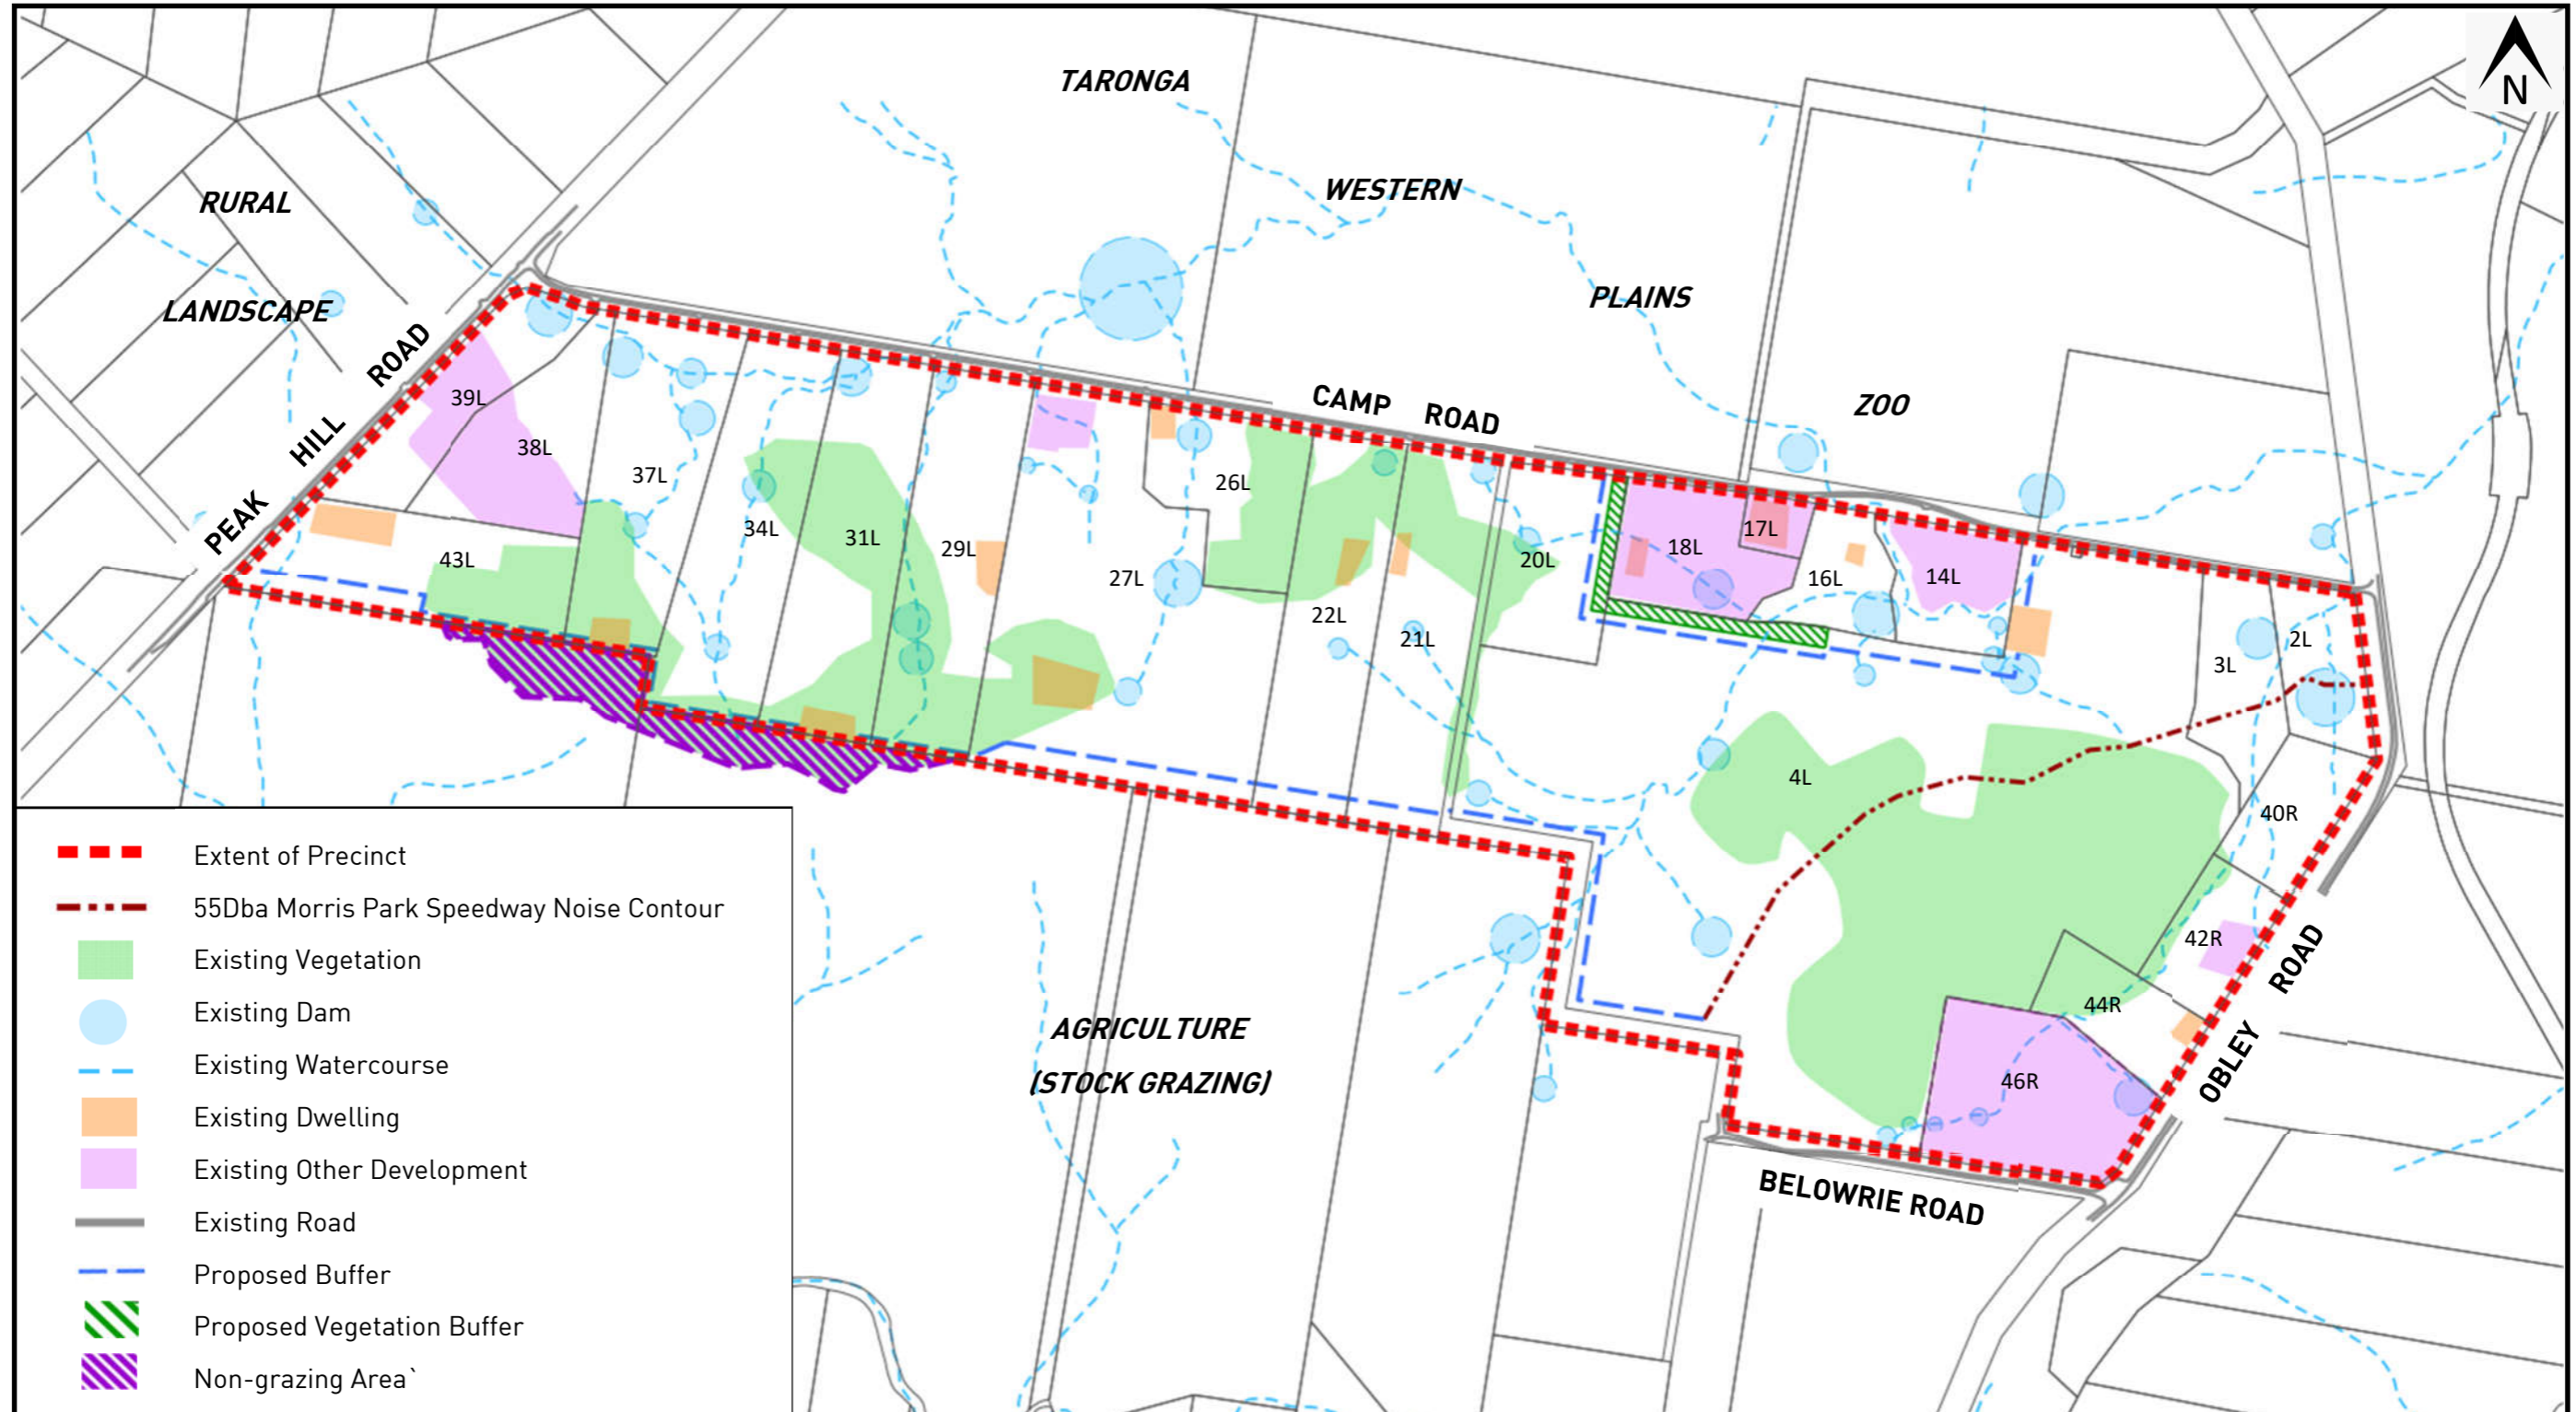 TARONGA
N
WESTERN
RURAL
PLAINS
LANDSCAPE
ZOO
PEAK HILL ROAD
CAMP ROAD
39L
38L
37L
26L
43L
34L
31L
29L
27L
20L
18L
17L
16L
14L
22L
21L
3L
2L
4L
40R
42R
44R
46R
OBLEY ROAD
AGRICULTURE
(STOCK GRAZING)
BELOWRIE ROAD
Extent of Precinct
55Dba Morris Park Speedway Noise Contour
Existing Vegetation
Existing Dam
Existing Watercourse
Existing Dwelling
Existing Other Development
Existing Road
Proposed Buffer
Proposed Vegetation Buffer
Non-grazing Area`